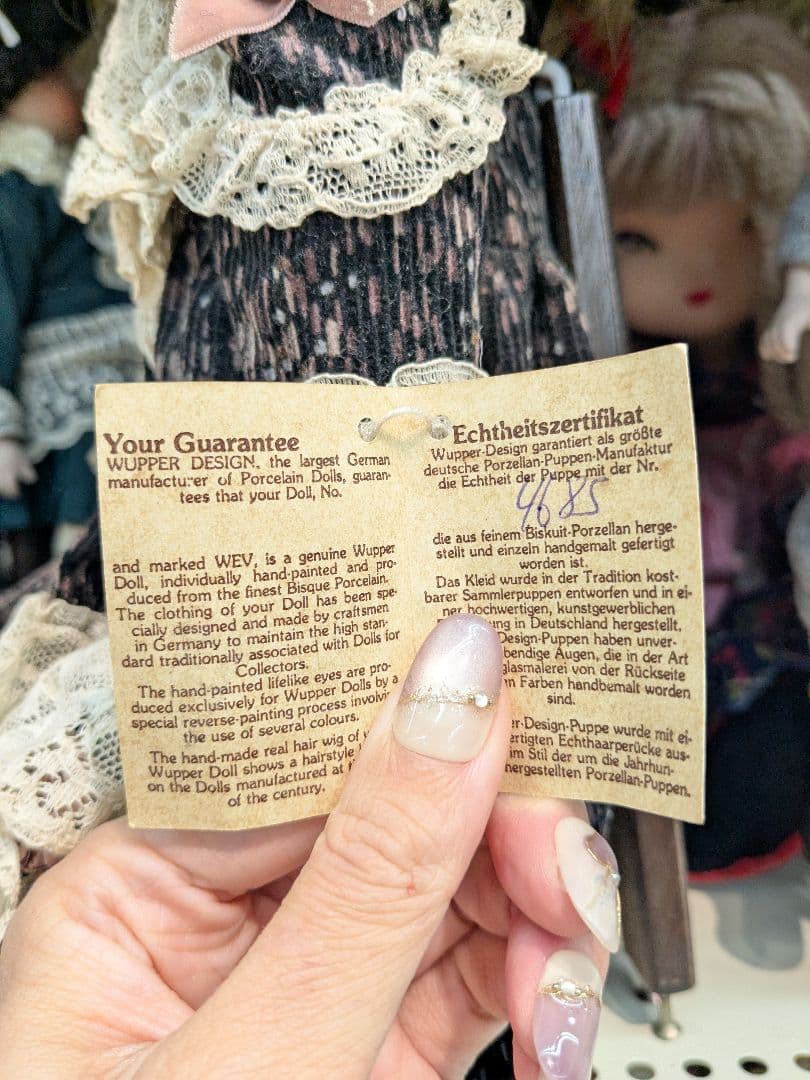 Your Guarantee
WUPPER DESIGN, the largest German
manufacturer of Porcelain Dolls, guaran-
tees that your Doll, No.
and marked WEV, is a genuine Wupper
Doll, individually hand-painted and pro-
duced from the finest Bisque Porcelain.
The clothing of your Doll has been spe-
cially designed and made by craftsmen
in Germany to maintain the high stan-
dard traditionally associated with Dolls for
Collectors.
The hand-painted lifelike eyes are pro-
duced exclusively for Wupper Dolls by a
special reverse-painting process involvin
the use of several colours.
The hand-made real hair wig of
Wupper Doll shows a hairstyle
on the Dolls manufactured at
of the century.
Echtheitszertifikat
Wupper-Design garantiert als größte
deutsche Porzellan-Puppen-Manufaktur
die Echtheit der Puppe mit der Nr.
4685
die aus feinem Biskuit-Porzellan herge-
stellt und einzeln handgemalt gefertigt
worden ist.
Das Kleid wurde in der Tradition kost-
barer Sammlerpuppen entworfen und in ei-
ner hochwertigen, kunstgewerblichen
ung in Deutschland hergestellt.
Design-Puppen haben unver-
bendige Augen, die in der Art
glasmalerei von der Rückseite
n Farben handbemalt worden
sind.
er-Design-Puppe wurde mit ei-
ertigten Echthaarperücke aus-
im Stil der um die Jahrhun-
hergestellten Porzellan-Puppen.